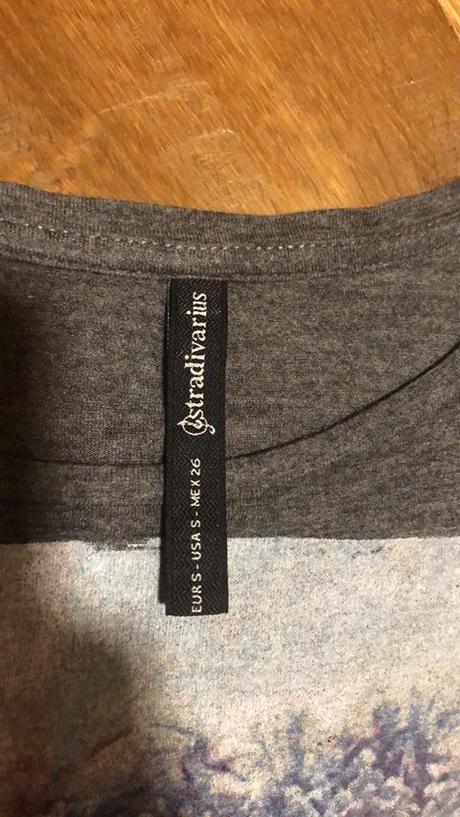 stradivarius
EUR S - USA S - MEX 26